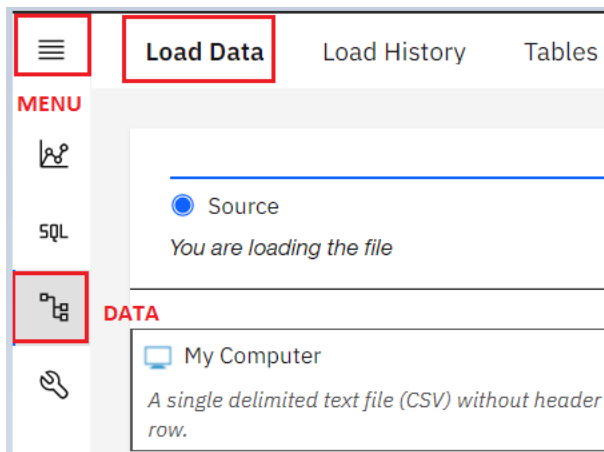 Load Data Load History Tables
MENU
Source
SQL
You are loading the file
DATA
My Computer
A single delimited text file (CSV) without header
row.